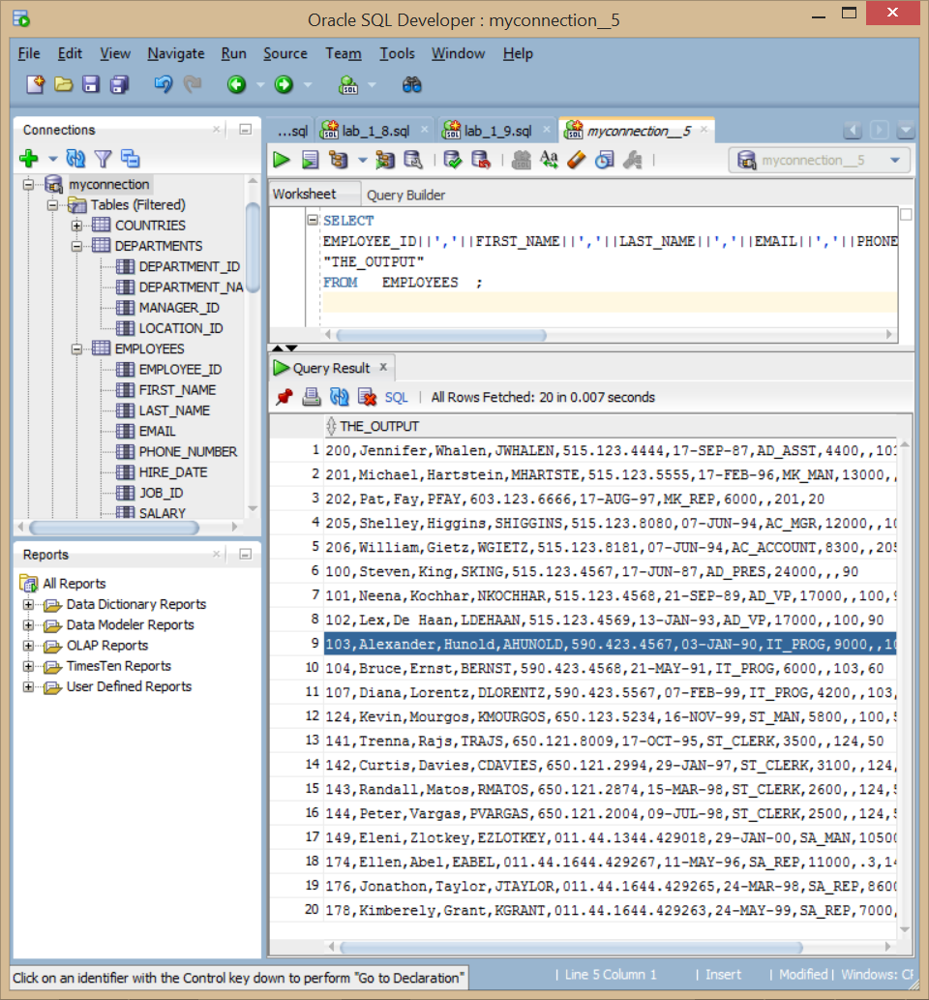 Oracle SQL Developer : myconnection__5
File Edit View Navigate Run Source Team Tools Window Help
Connections
myconnection
Tables (Filtered)
COUNTRIES
DEPARTMENTS
DEPARTMENT_ID
DEPARTMENT_NA
MANAGER_ID
LOCATION_ID
EMPLOYEES
EMPLOYEE_ID
FIRST_NAME
LAST_NAME
EMAIL
PHONE_NUMBER
HIRE_DATE
JOB_ID
SALARY
Reports
All Reports
Data Dictionary Reports
Data Modeler Reports
OLAP Reports
TimesTen Reports
User Defined Reports
...sql lab_1_8.sql lab_1_9.sql myconnection__5
myconnection__5
Worksheet Query Builder
SELECT
EMPLOYEE_ID||','||FIRST_NAME||','||LAST_NAME||','||EMAIL||','||PHONE
"THE_OUTPUT"
FROM EMPLOYEES ;
Query Result
SQL | All Rows Fetched: 20 in 0.007 seconds
THE_OUTPUT
1 200,Jennifer,Whalen,JWHALEN,515.123.4444,17-SEP-87,AD_ASST,4400,,101
2 201,Michael,Hartstein,MHARTSTE,515.123.5555,17-FEB-96,MK_MAN,13000,,
3 202,Pat,Fay,PFAY,603.123.6666,17-AUG-97,MK_REP,6000,,201,20
4 205,Shelley,Higgins,SHIGGINS,515.123.8080,07-JUN-94,AC_MGR,12000,,10
5 206,William,Gietz,WGIETZ,515.123.8181,07-JUN-94,AC_ACCOUNT,8300,,205
6 100,Steven,King,SKING,515.123.4567,17-JUN-87,AD_PRES,24000,,,90
7 101,Neena,Kochhar,NKOCHHAR,515.123.4568,21-SEP-89,AD_VP,17000,,100,9
8 102,Lex,De Haan,LDEHAAN,515.123.4569,13-JAN-93,AD_VP,17000,,100,90
9 103,Alexander,Hunold,AHUNOLD,590.423.4567,03-JAN-90,IT_PROG,9000,,10
10 104,Bruce,Ernst,BERNST,590.423.4568,21-MAY-91,IT_PROG,6000,,103,60
11 107,Diana,Lorentz,DLORENTZ,590.423.5567,07-FEB-99,IT_PROG,4200,,103,
12 124,Kevin,Mourgos,KMOURGOS,650.123.5234,16-NOV-99,ST_MAN,5800,,100,5
13 141,Trenna,Rajs,TRAJS,650.121.8009,17-OCT-95,ST_CLERK,3500,,124,50
14 142,Curtis,Davies,CDAVIES,650.121.2994,29-JAN-97,ST_CLERK,3100,,124,
15 143,Randall,Matos,RMATOS,650.121.2874,15-MAR-98,ST_CLERK,2600,,124,5
16 144,Peter,Vargas,PVARGAS,650.121.2004,09-JUL-98,ST_CLERK,2500,,124,5
17 149,Eleni,Zlotkey,EZLOTKEY,011.44.1344.429018,29-JAN-00,SA_MAN,10500
18 174,Ellen,Abel,EABEL,011.44.1644.429267,11-MAY-96,SA_REP,11000,.3,14
19 176,Jonathon,Taylor,JTAYLOR,011.44.1644.429265,24-MAR-98,SA_REP,8600
20 178,Kimberely,Grant,KGRANT,011.44.1644.429263,24-MAY-99,SA_REP,7000,
Click on an identifier with the Control key down to perform "Go to Declaration" | Line 5 Column 1 | Insert | Modified | Windows: CF